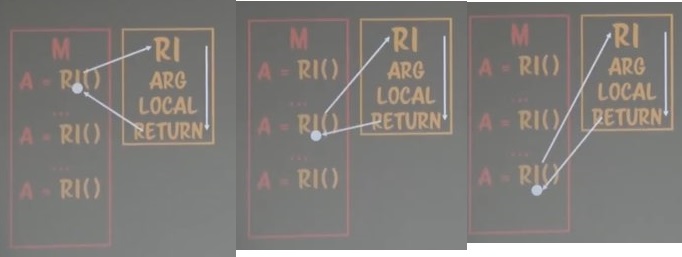 M
A = RI()
...
A = RI()
...
A = RI()
RI
ARG
LOCAL
RETURN
M
A = RI()
...
A = RI()
...
A = RI()
RI
ARG
LOCAL
RETURN
M
A = RI()
...
A = RI()
...
A = RI()
RI
ARG
LOCAL
RETURN